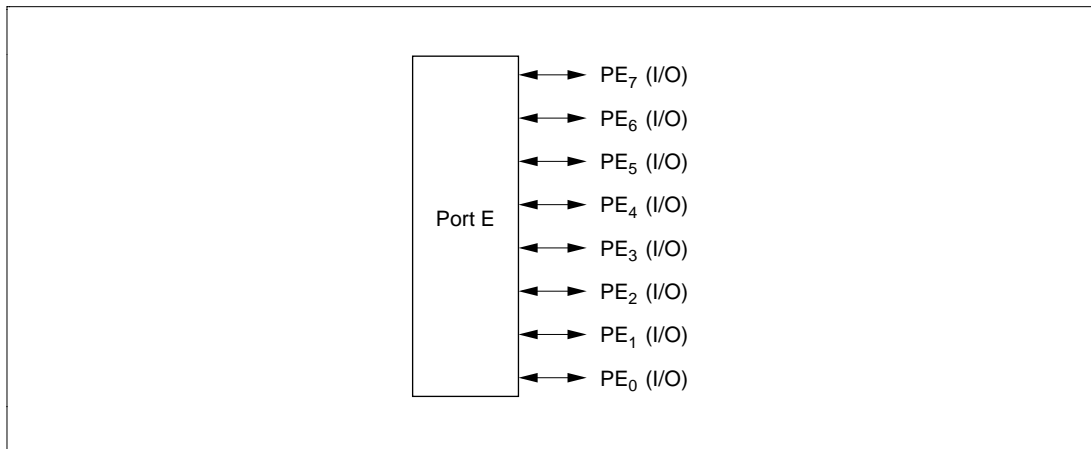 PE7 (I/O)
PE6 (I/O)
PE5 (I/O)
PE4 (I/O)
Port E
PE3 (I/O)
PE2 (I/O)
PE1 (I/O)
PE0 (I/O)